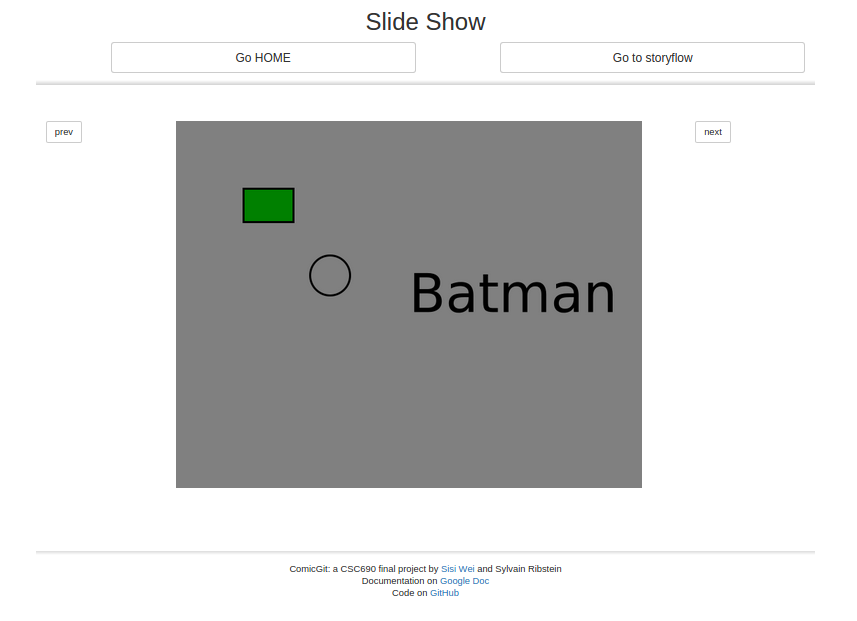 Slide Show
Go HOME Go to storyflow
prev next
Batman
ComicGit: a CSC690 final project by Sisi Wei and Sylvain Ribstein
Documentation on Google Doc
Code on GitHub